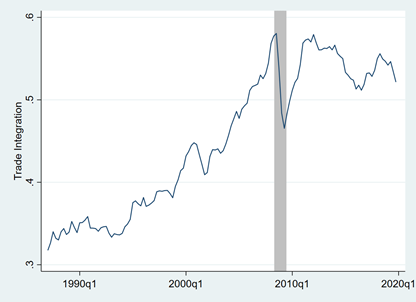 .6
.5
.4
.3
Trade Integration
1990q1
2000q1
2010q1
2020q1